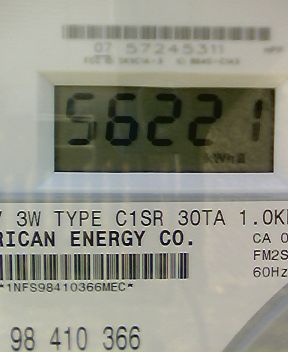 07 57245311
56221
kWh
V 3W TYPE C1SR 30TA 1.0K
RICAN ENERGY CO.
CA 0
FM2S
60Hz
*1NFS98410366MEC*
98 410 366